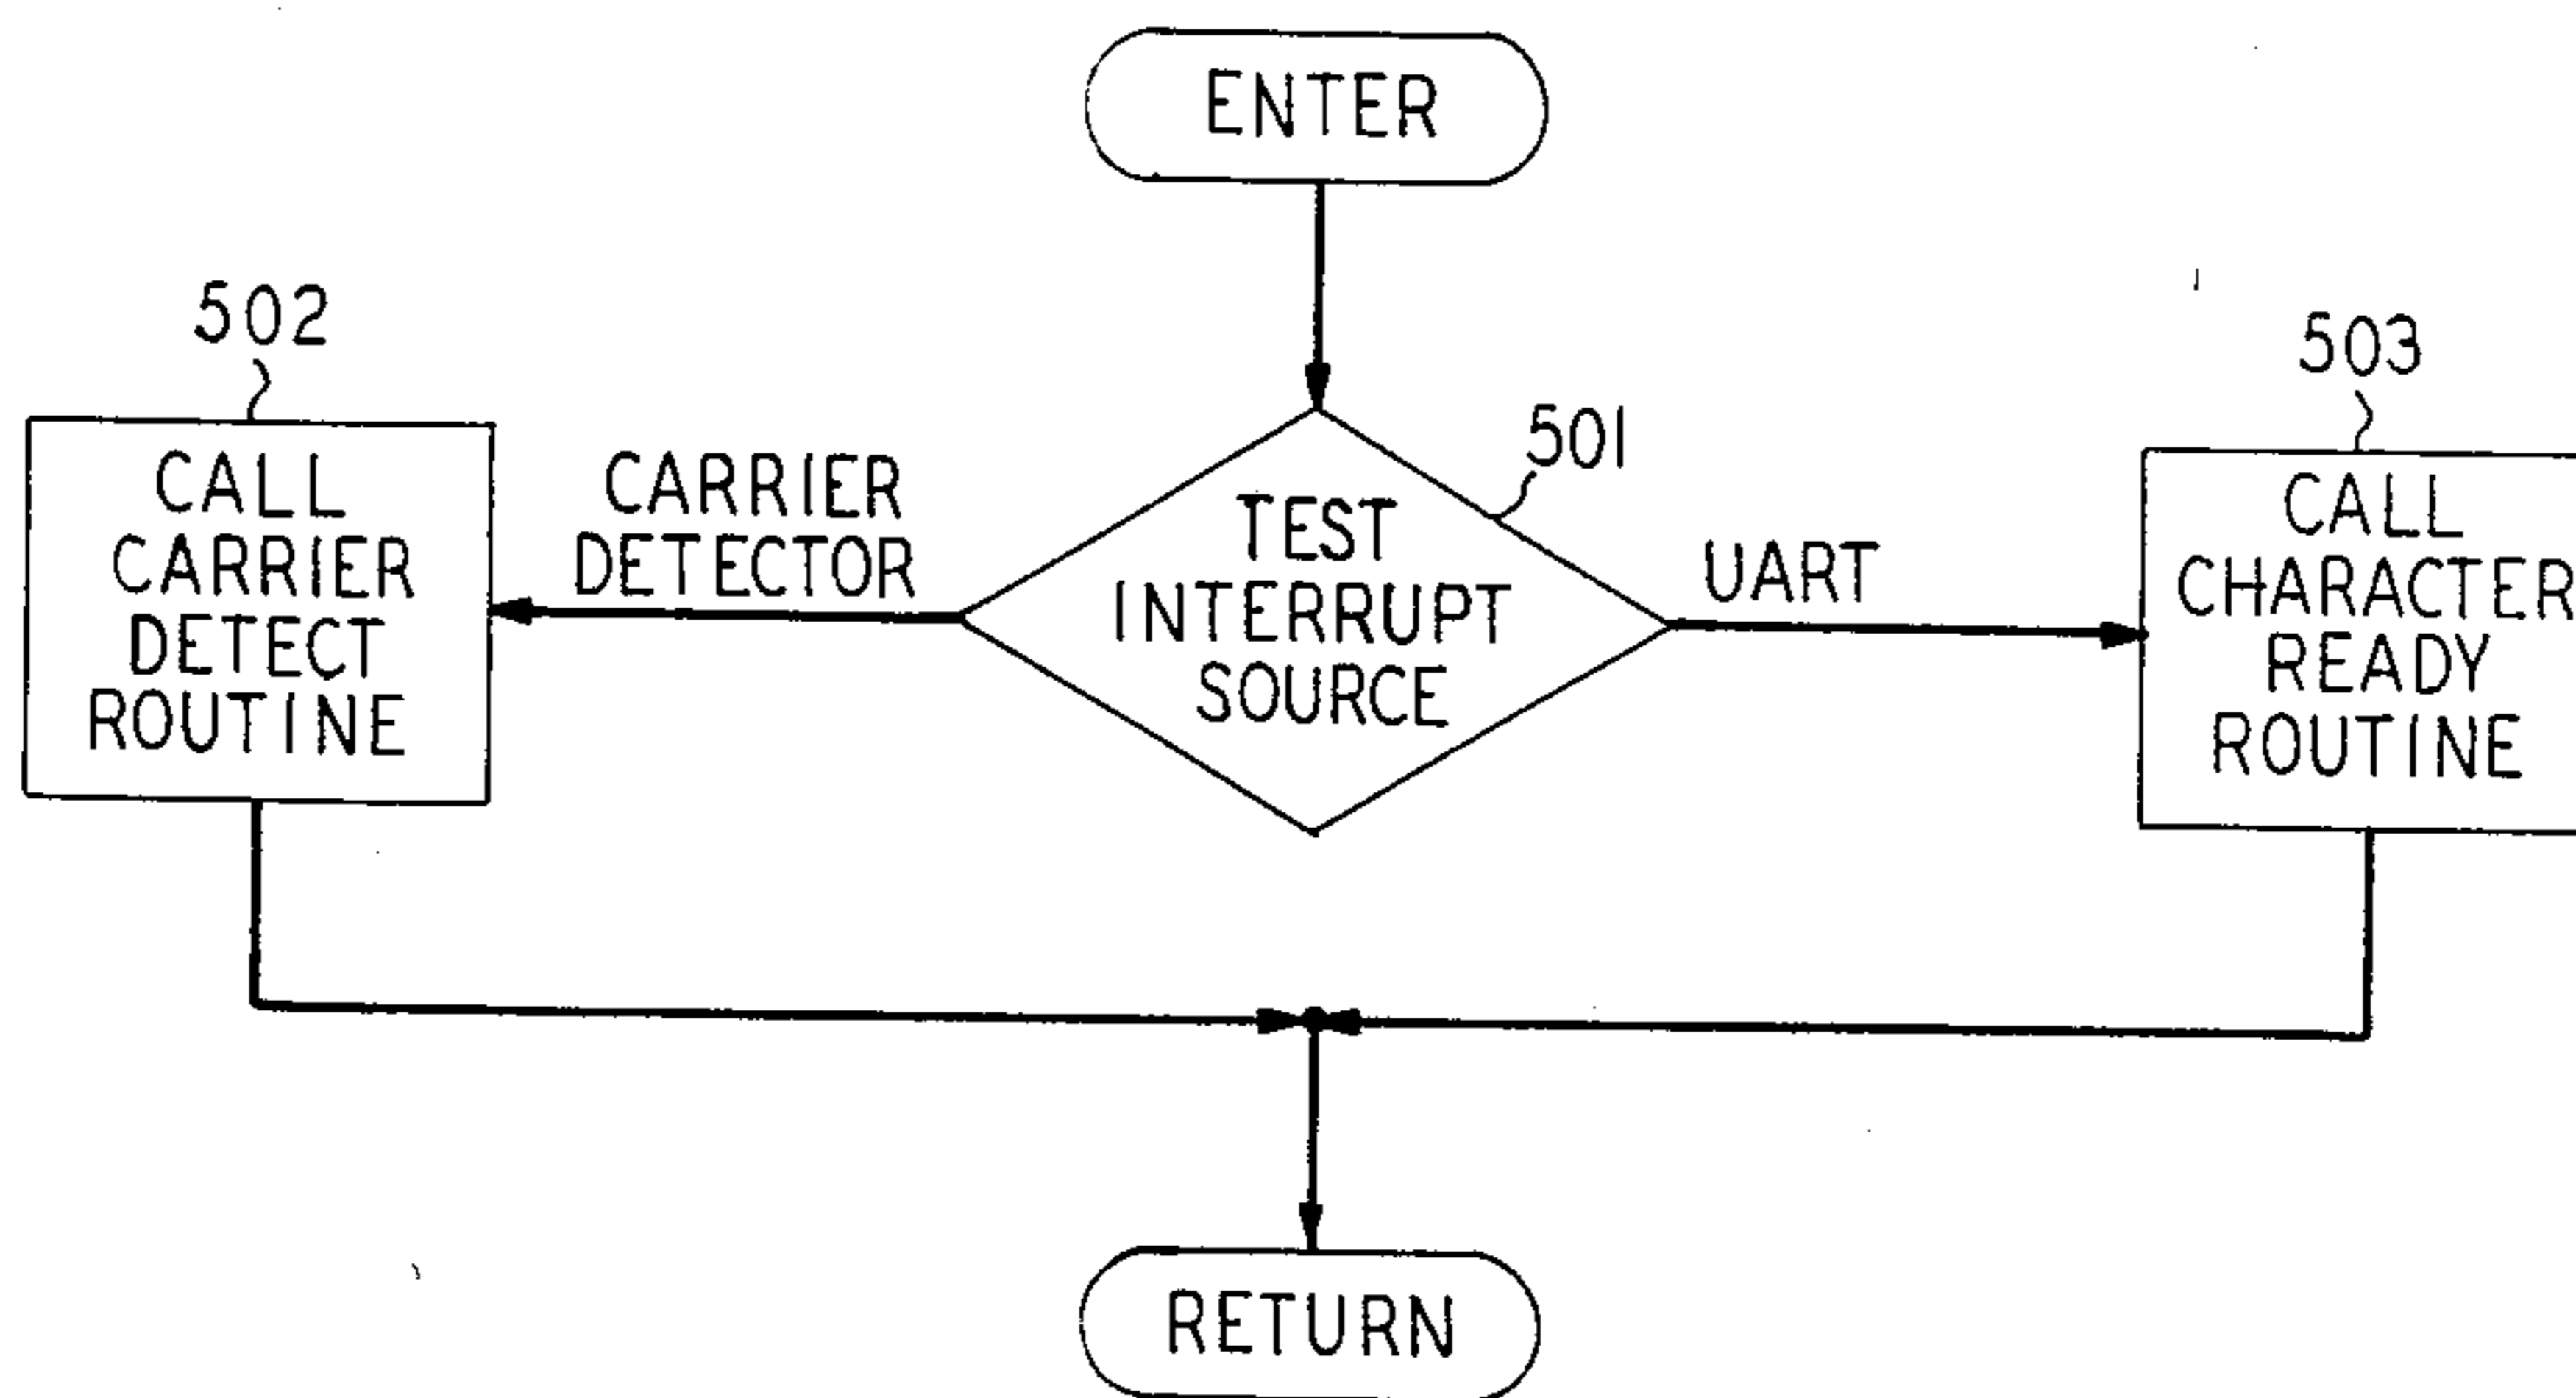 ENTER
502
CALL
CARRIER
DETECT
ROUTINE
CARRIER
DETECTOR
501
TEST
INTERRUPT
SOURCE
UART
503
CALL
CHARACTER
READY
ROUTINE
RETURN